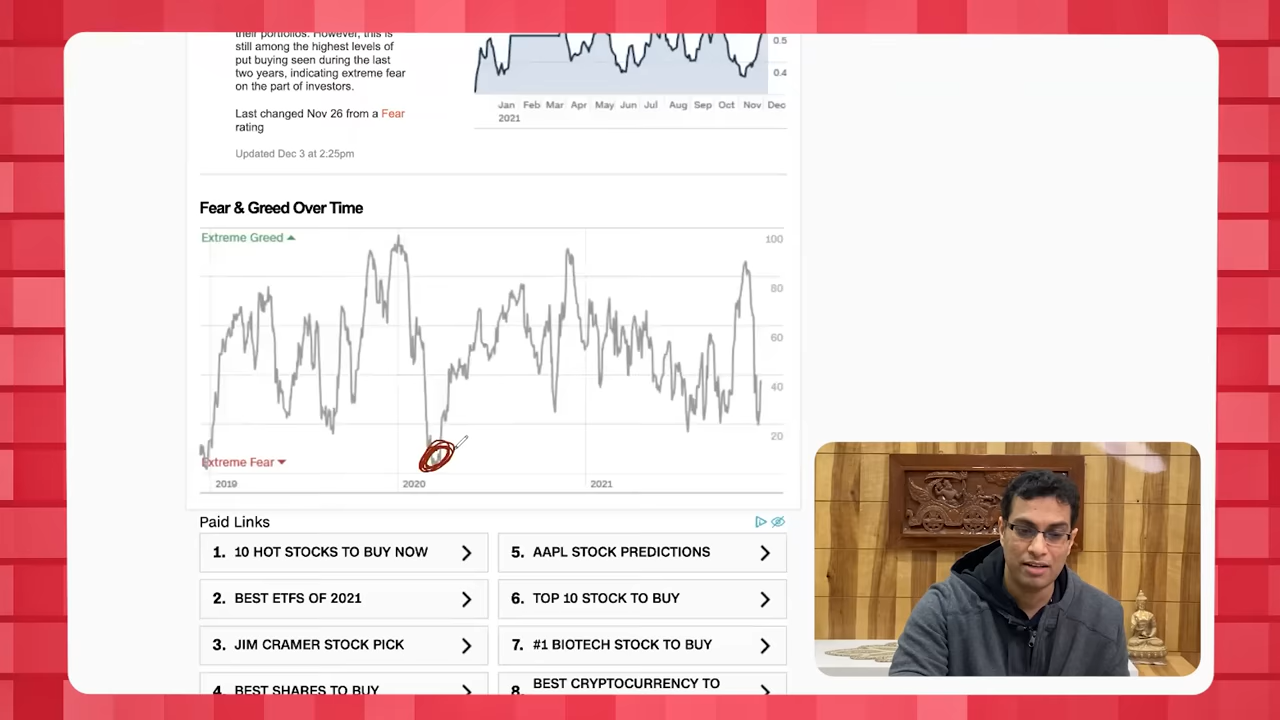 their portfolios. However, this is
still among the highest levels of
put buying seen during the last
two years, indicating extreme fear
on the part of investors.
Last changed Nov 26 from a Fear
rating
Updated Dec 3 at 2:25pm
0.5
0.4
Jan Feb Mar Apr May Jun Jul Aug Sep Oct Nov Dec
2021
Fear & Greed Over Time
Extreme Greed
100
80
60
40
20
Extreme Fear
2019 2020 2021
Paid Links
1. 10 HOT STOCKS TO BUY NOW
2. BEST ETFS OF 2021
3. JIM CRAMER STOCK PICK
4. BEST SHARES TO BUY
5. AAPL STOCK PREDICTIONS
6. TOP 10 STOCK TO BUY
7. #1 BIOTECH STOCK TO BUY
8. BEST CRYPTOCURRENCY TO